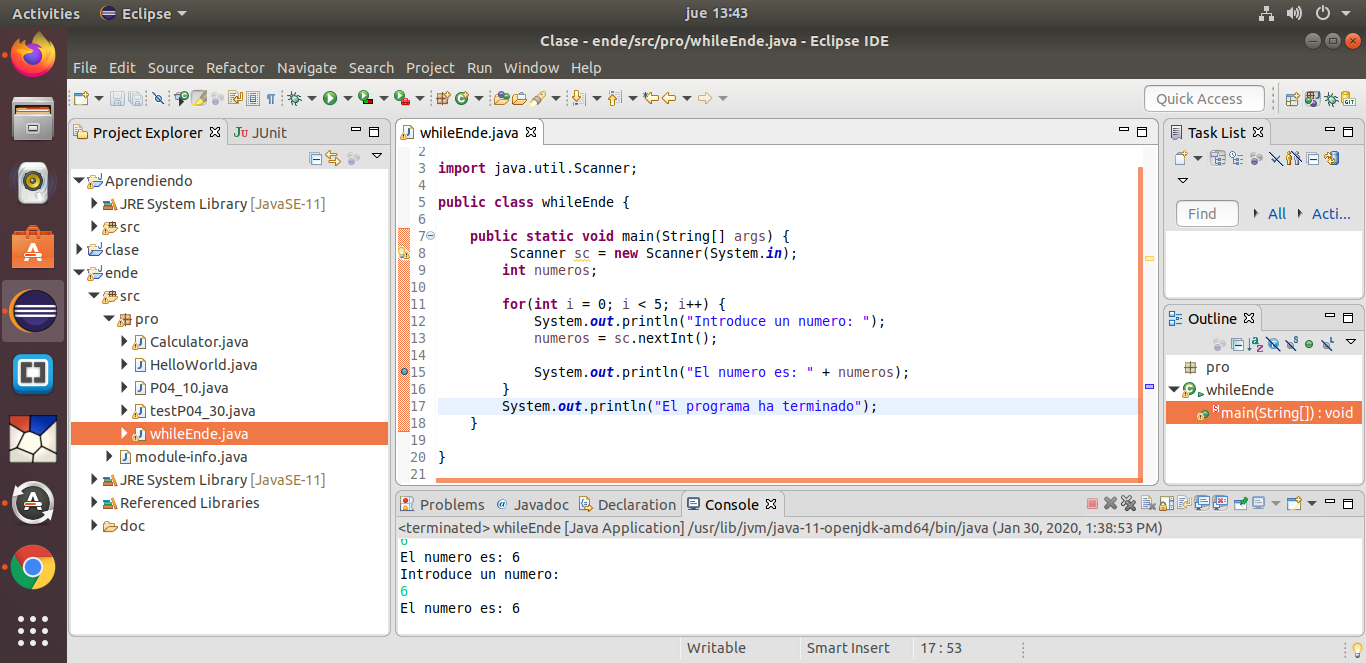 Activities Eclipse jue 13:43
Clase - ende/src/pro/whileEnde.java - Eclipse IDE
File Edit Source Refactor Navigate Search Project Run Window Help
Quick Access
Project Explorer JUnit
Aprendiendo
JRE System Library [JavaSE-11]
src
clase
ende
src
pro
Calculator.java
HelloWorld.java
P04_10.java
testP04_30.java
whileEnde.java
module-info.java
JRE System Library [JavaSE-11]
Referenced Libraries
doc
whileEnde.java
2
3 import java.util.Scanner;
4
5 public class whileEnde {
6
7 public static void main(String[] args) {
8 Scanner sc = new Scanner(System.in);
9 int numeros;
10
11 for(int i = 0; i < 5; i++) {
12 System.out.println("Introduce un numero: ");
13 numeros = sc.nextInt();
14
15 System.out.println("El numero es: " + numeros);
16 }
17 System.out.println("El programa ha terminado");
18 }
19
20 }
21
Task List
Find All Acti...
Outline
pro
whileEnde
main(String[]) : void
Problems Javadoc Declaration Console
<terminated> whileEnde [Java Application] /usr/lib/jvm/java-11-openjdk-amd64/bin/java (Jan 30, 2020, 1:38:53 PM)
6
El numero es: 6
Introduce un numero:
6
El numero es: 6
Writable Smart Insert 17 : 53